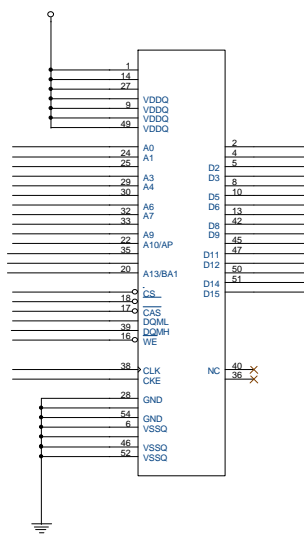 1
14
27
VDDQ
9 VDDQ
VDDQ
49 VDDQ
A0 2
24 A1 4
25 D2 5
A3 D3
29 A4 8
30 D5 10
A6 D6
32 A7 13
33 D8 42
A9 D9
22 A10/AP 45
35 D11 47
D12
20 A13/BA1 50
D14 51
CS D15
18
17 CAS
DQML
39 DQMH
16 WE
38 CLK NC 40
CKE 36
28 GND
54 GND
6 VSSQ
46 VSSQ
52 VSSQ